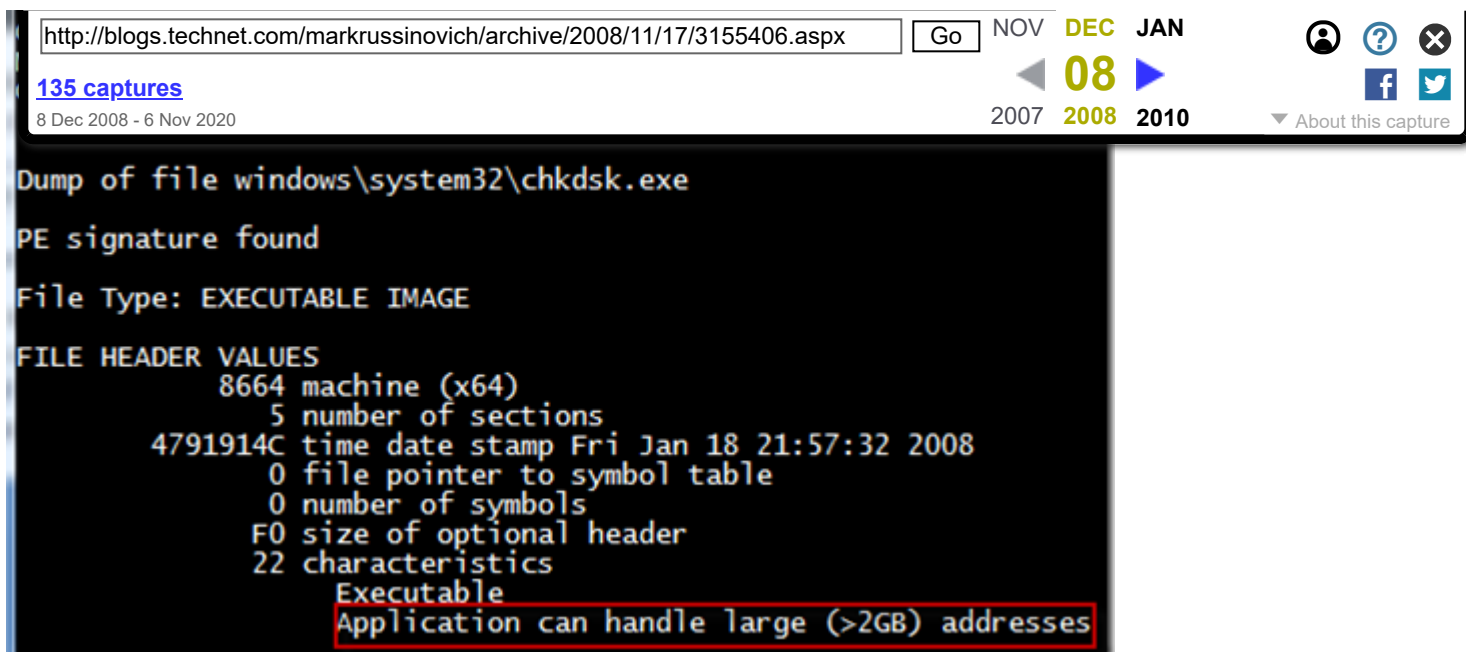 http://blogs.technet.com/markrussinovich/archive/2008/11/17/3155406.aspx Go NOV DEC JAN
135 captures 08
8 Dec 2008 - 6 Nov 2020 2007 2008 2010 About this capture
Dump of file windows\system32\chkdsk.exe
PE signature found
File Type: EXECUTABLE IMAGE
FILE HEADER VALUES
8664 machine (x64)
5 number of sections
4791914C time date stamp Fri Jan 18 21:57:32 2008
0 file pointer to symbol table
0 number of symbols
F0 size of optional header
22 characteristics
Executable
Application can handle large (>2GB) addresses